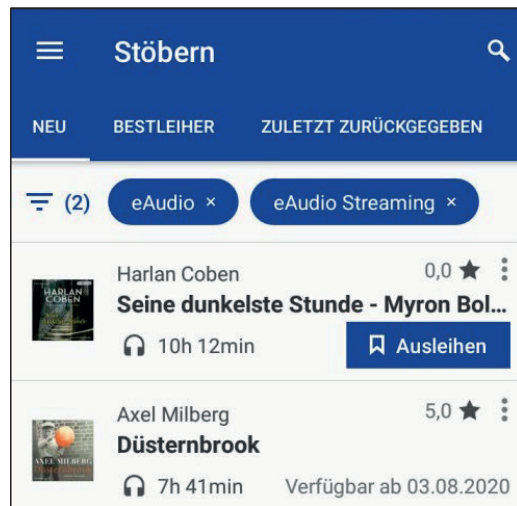 Stöbern
NEU BESTLEIHER ZULETZT ZURÜCKGEGEBEN
(2) eAudio × eAudio Streaming ×
Harlan Coben 0,0 ★
HARLAN
COBEN
Seine dunkelste Stunde - Myron Bol...
10h 12min Ausleihen
Axel Milberg 5,0 ★
Düsternbrook
AXEL MILBERG
Düsternbrook
7h 41min Verfügbar ab 03.08.2020